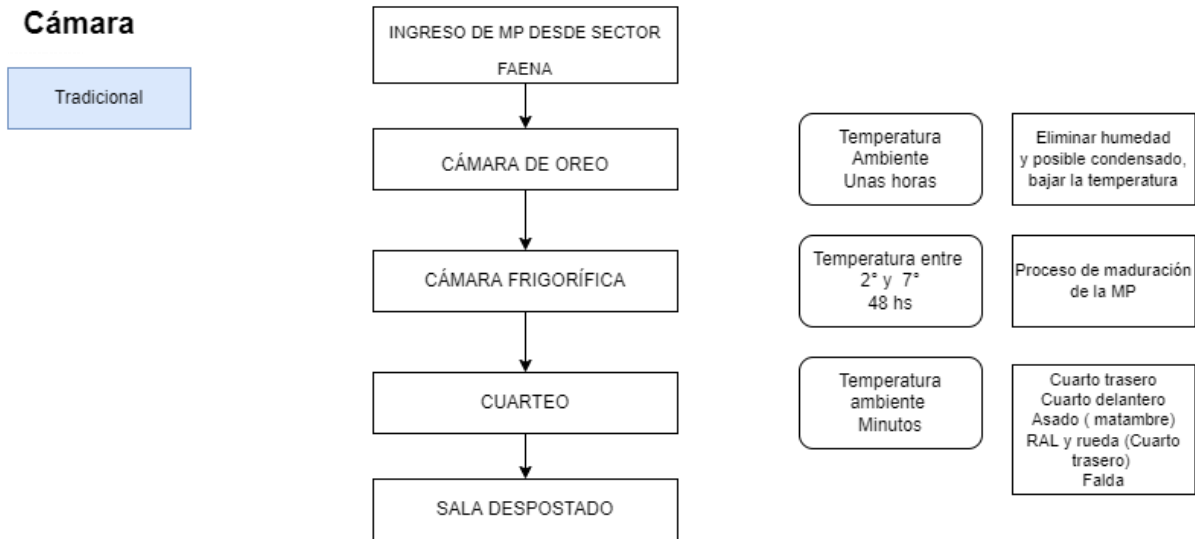 Cámara
Tradicional
INGRESO DE MP DESDE SECTOR
FAENA
CÁMARA DE OREO
Temperatura
Ambiente
Unas horas
Eliminar humedad
y posible condensado,
bajar la temperatura
CÁMARA FRIGORÍFICA
Temperatura entre
2° y 7°
48 hs
Proceso de maduración
de la MP
CUARTEO
Temperatura
ambiente
Minutos
Cuarto trasero
Cuarto delantero
Asado ( matambre)
RAL y rueda (Cuarto
trasero)
Falda
SALA DESPOSTADO